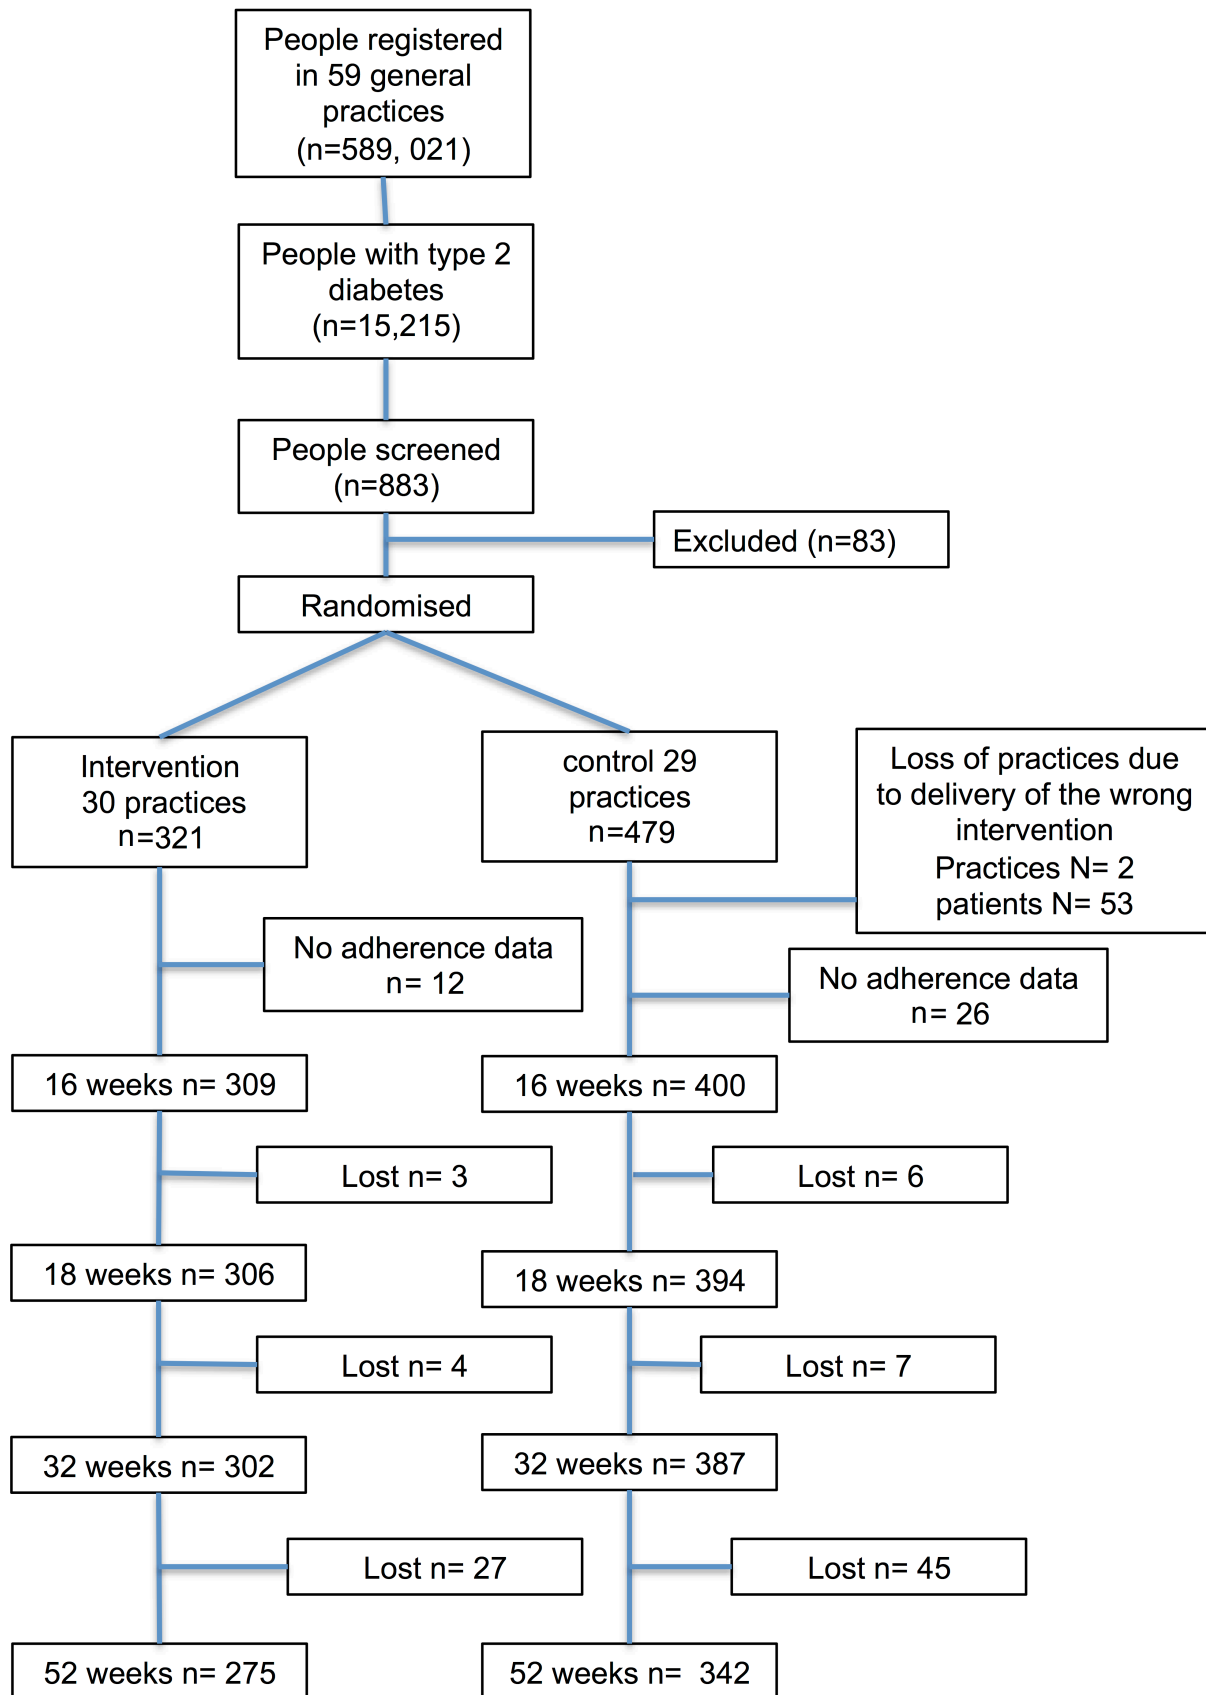 People registered
in 59 general
practices
(n=589, 021)
People with type 2
diabetes
(n=15,215)
People screened
(n=883)
Excluded (n=83)
Randomised
Intervention
30 practices
n=321
control 29
practices
n=479
Loss of practices due
to delivery of the wrong
intervention
Practices N= 2
patients N= 53
No adherence data
n= 12
No adherence data
n= 26
16 weeks n= 309
16 weeks n= 400
Lost n= 3
Lost n= 6
18 weeks n= 306
18 weeks n= 394
Lost n= 4
Lost n= 7
32 weeks n= 302
32 weeks n= 387
Lost n= 27
Lost n= 45
52 weeks n= 275
52 weeks n= 342